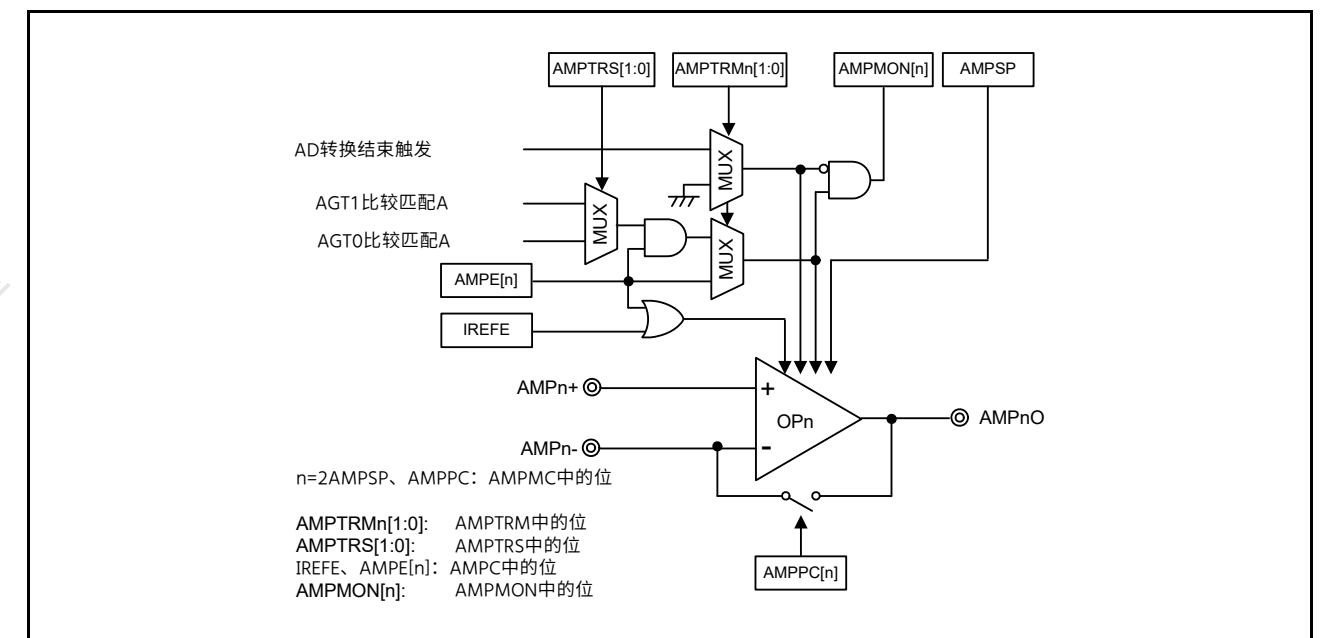 AMPTRS[1:0] AMPTRMn[1:0] AMPMON[n] AMPSP
AD转换结束触发
MUX
AGT1比较匹配A
MUX
AGT0比较匹配A
MUX
AMPE[n]
IREFE
AMPn+
+
OPn
AMPnO
AMPn-
-
n=2AMPSP、AMPPC：AMPMC中的位
AMPTRMn[1:0]: AMPTRM中的位
AMPTRS[1:0]: AMPTRS中的位
IREFE、AMPE[n]：AMPC中的位
AMPMON[n]: AMPMON中的位
AMPPC[n]